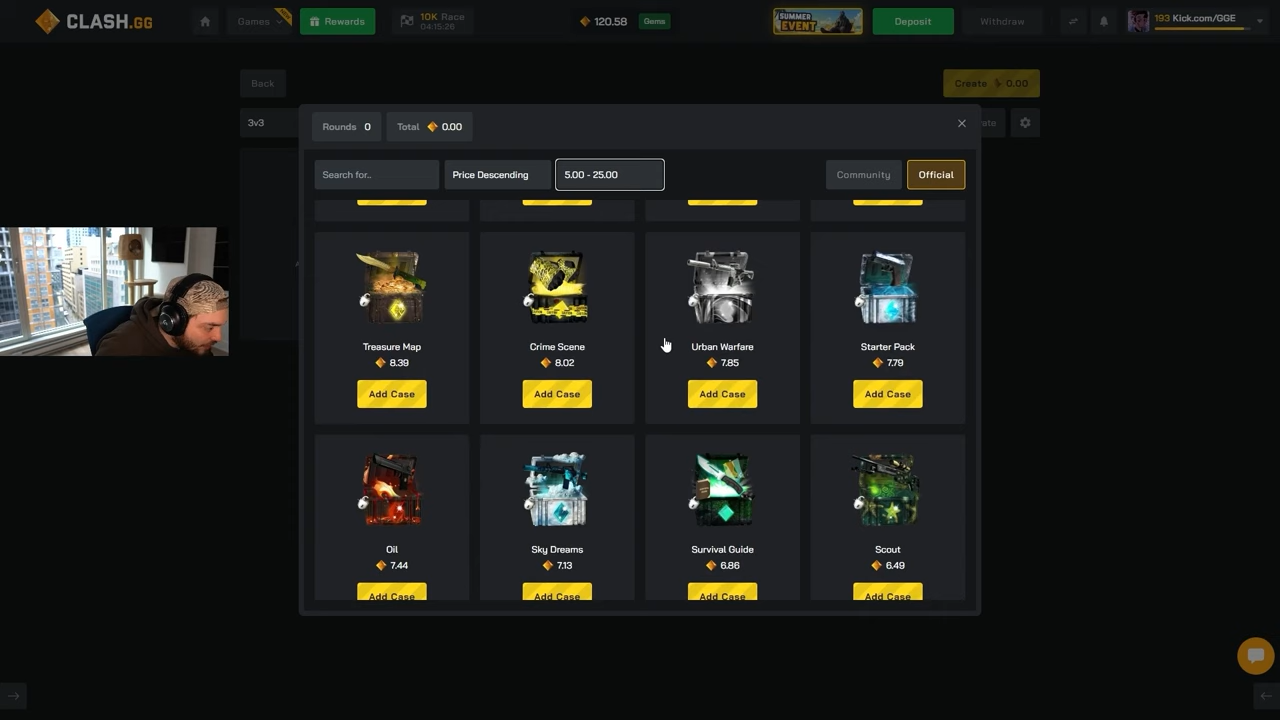 CLASH.GG
Games
Rewards
10K Race
04:15:26
120.58
Gems
SUMMER
EVENT
Deposit
Withdraw
193 Kick.com/GGE
Back
Create 0.00
3v3
Rounds 0
Total 0.00
Search for..
Price Descending
5.00 - 25.00
Community
Official
Treasure Map
Crime Scene
Urban Warfare
Starter Pack
8.39
8.02
7.85
7.79
Add Case
Add Case
Add Case
Add Case
Oil
Sky Dreams
Survival Guide
Scout
7.44
7.13
6.86
6.49
Add Case
Add Case
Add Case
Add Case